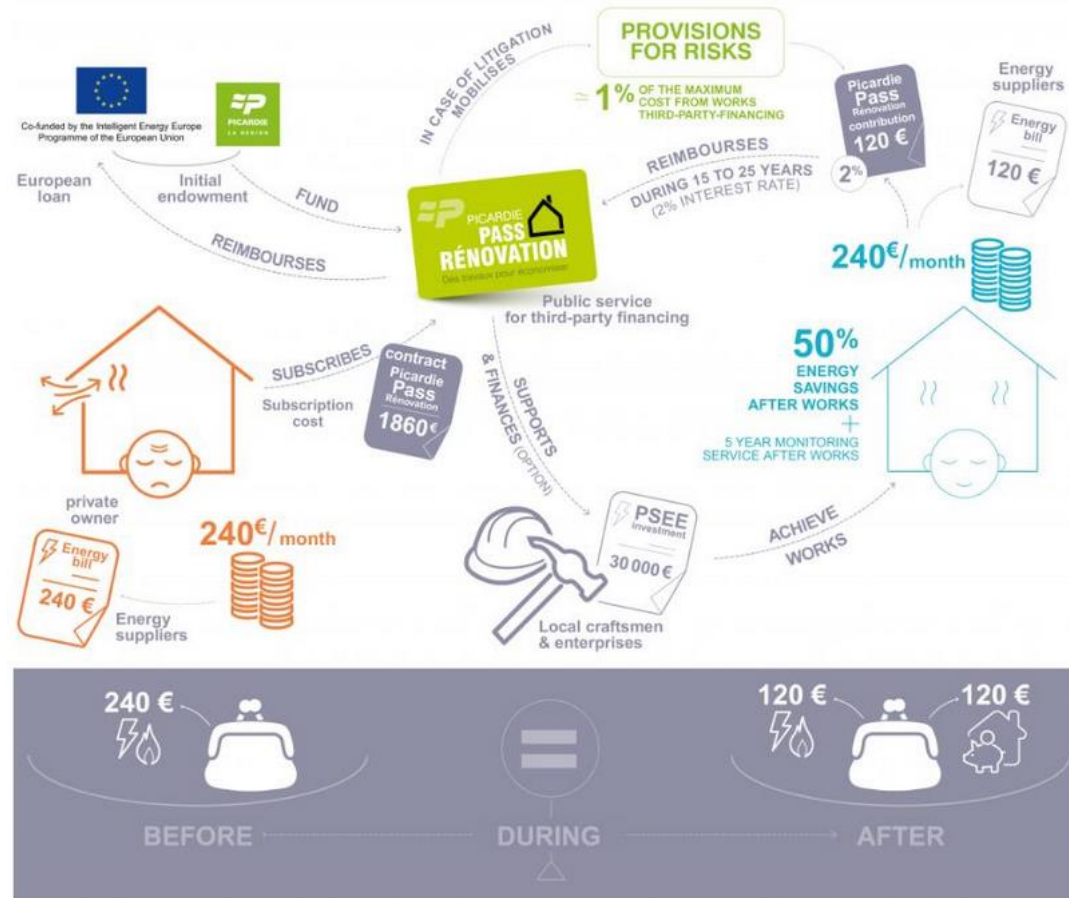 PROVISIONS
FOR RISKS
≃ 1% OF THE MAXIMUM
COST FROM WORKS
THIRD-PARTY-FINANCING
IN CASE OF LITIGATION
MOBILISES
Co-funded by the Intelligent Energy Europe
Programme of the European Union
PICARDIE
LA RÉGION
European
loan
Initial
endowment
FUND
REIMBOURSES
PICARDIE
PASS
RÉNOVATION
Des travaux pour économiser
Public service
for third-party financing
REIMBOURSES
DURING 15 TO 25 YEARS
(2% INTEREST RATE)
2%
Picardie
Pass
Rénovation
contribution
120 €
Energy
suppliers
Energy
bill
120 €
240€/month
SUBSCRIBES
Subscription
cost
contract
Picardie
Pass
Rénovation
1860 €
SUPPORTS
& FINANCES (OPTION)
50%
ENERGY
SAVINGS
AFTER WORKS
+
5 YEAR MONITORING
SERVICE AFTER WORKS
private
owner
240€/month
Energy
bill
240 €
Energy
suppliers
PSEE
investment
30 000 €
ACHIEVE
WORKS
Local craftsmen
& enterprises
240 €
=
120 €
120 €
BEFORE
DURING
AFTER